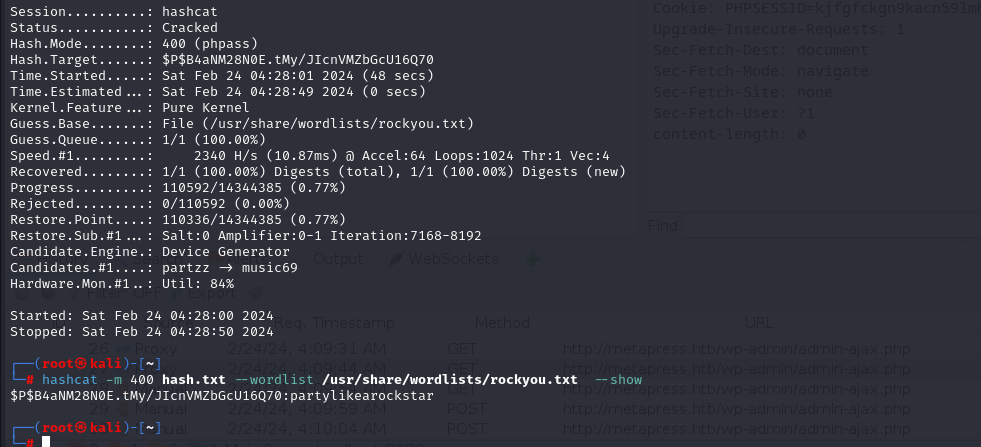 Session..........: hashcat
Status...........: Cracked
Hash.Mode........: 400 (phpass)
Hash.Target......: $P$B4aNM28N0E.tMy/JIcnVMZbGcU16Q70
Time.Started.....: Sat Feb 24 04:28:01 2024 (48 secs)
Time.Estimated...: Sat Feb 24 04:28:49 2024 (0 secs)
Kernel.Feature...: Pure Kernel
Guess.Base.......: File (/usr/share/wordlists/rockyou.txt)
Guess.Queue......: 1/1 (100.00%)
Speed.#1.........:     2340 H/s (10.87ms) @ Accel:64 Loops:1024 Thr:1 Vec:4
Recovered........: 1/1 (100.00%) Digests (total), 1/1 (100.00%) Digests (new)
Progress.........: 110592/14344385 (0.77%)
Rejected.........: 0/110592 (0.00%)
Restore.Point....: 110336/14344385 (0.77%)
Restore.Sub.#1...: Salt:0 Amplifier:0-1 Iteration:7168-8192
Candidate.Engine.: Device Generator
Candidates.#1....: partzz -> music69
Hardware.Mon.#1..: Util: 84%
Started: Sat Feb 24 04:28:00 2024
Stopped: Sat Feb 24 04:28:50 2024
┌──(root㉿kali)-[~]
└─# hashcat -m 400 hash.txt --wordlist /usr/share/wordlists/rockyou.txt  --show
$P$B4aNM28N0E.tMy/JIcnVMZbGcU16Q70:partylikearockstar
┌──(root㉿kali)-[~]
└─#
Cookie: PHPSESSID=kjfgfckgn9kacn59lm
Upgrade-Insecure-Requests: 1
Sec-Fetch-Dest: document
Sec-Fetch-Mode: navigate
Sec-Fetch-Site: none
Sec-Fetch-User: ?1
content-length: 0
Find:
Output WebSockets
Filter: OFF Export
Req. Timestamp Method URL
26 Proxy 2/24/24, 4:09:31 AM GET http://metapress.htb/wp-admin/admin-ajax.php
GET http://metapress.htb/wp-admin/admin-ajax.php
29 Manual 2/24/24, 4:09:59 AM POST http://metapress.htb/wp-admin/admin-ajax.php
2/24/24, 4:10:04 AM POST http://metapress.htb/wp-admin/admin-ajax.php